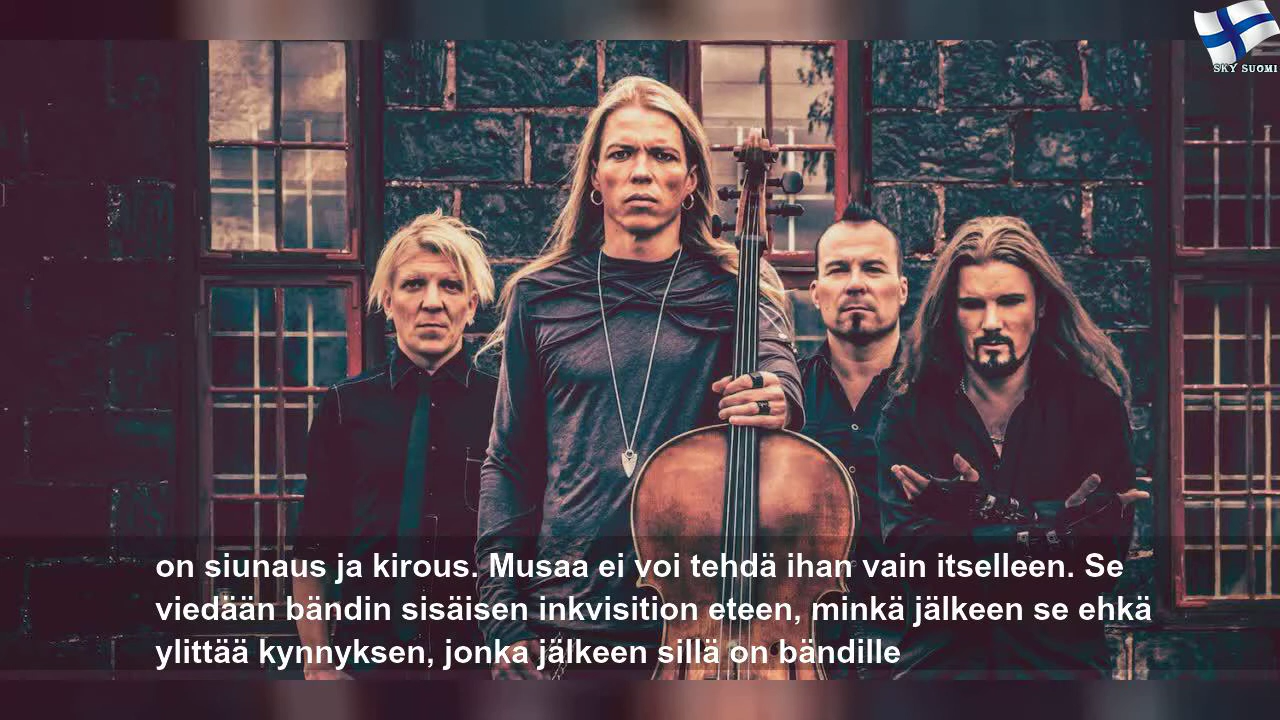 SKY SUOMI
on siunaus ja kirous. Musaa ei voi tehdä ihan vain itselleen. Se
viedään bändin sisäisen inkvisition eteen, minkä jälkeen se ehkä
ylittää kynnyksen, jonka jälkeen sillä on bändille